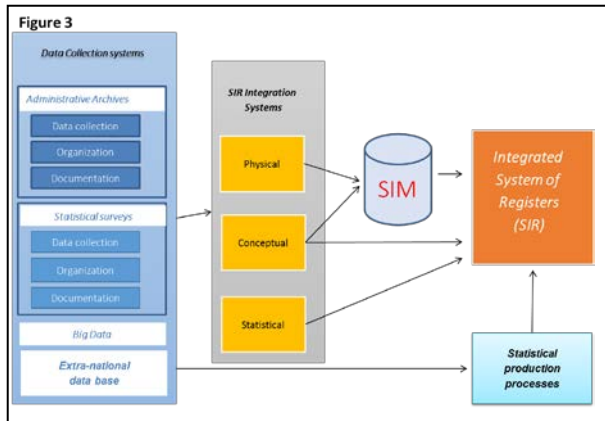 Figure 3
Data Collection systems
Administrative Archives
Data collection
Organization
Documentation
Statistical surveys
Data collection
Organization
Documentation
Big Data
Extra-national
data base
SIR Integration
Systems
Physical
Conceptual
Statistical
SIM
Integrated
System of
Registers
(SIR)
Statistical
production
processes